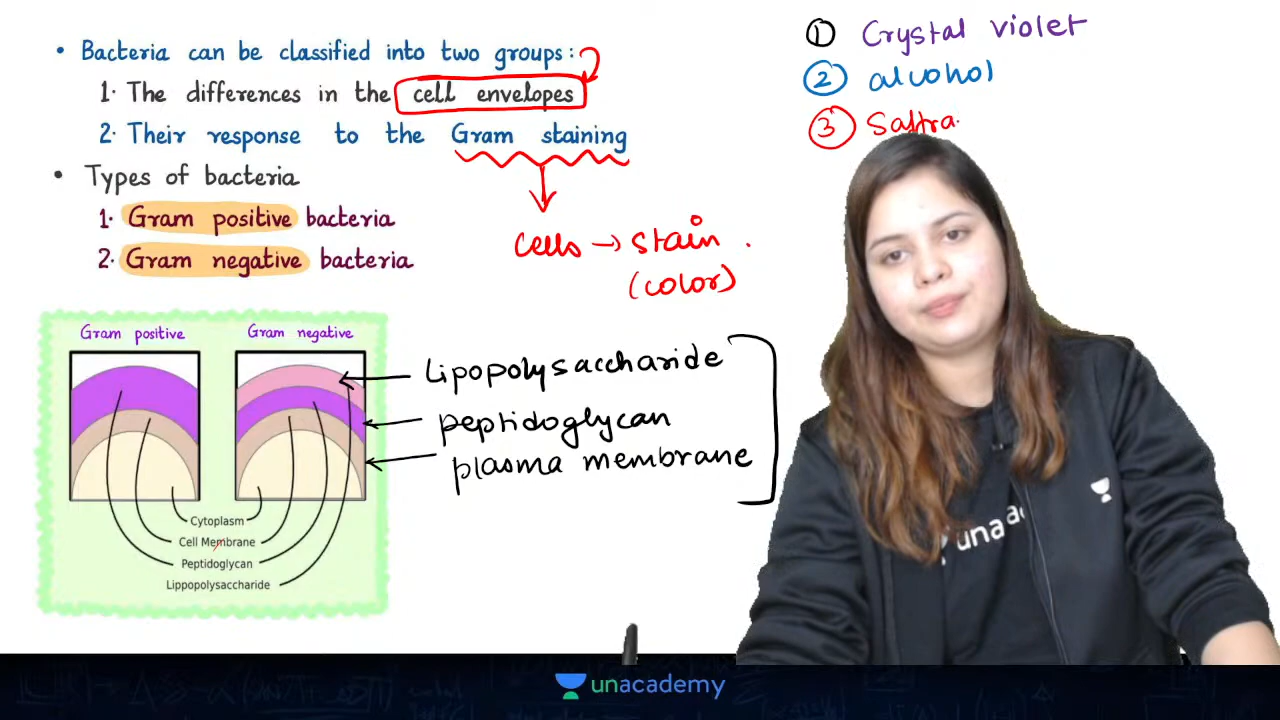 • Bacteria can be classified into two groups:
1. The differences in the cell envelopes
2. Their response to the Gram staining
• Types of bacteria
1. Gram positive bacteria
2. Gram negative bacteria
① Crystal violet
② alcohol
③ Saffra
cells → stain
(color)
Gram positive
Gram negative
Lipopolysaccharide
peptidoglycan
plasma membrane
Cytoplasm
Cell Membrane
Peptidoglycan
Lippopolysaccharide
unac
unacademy